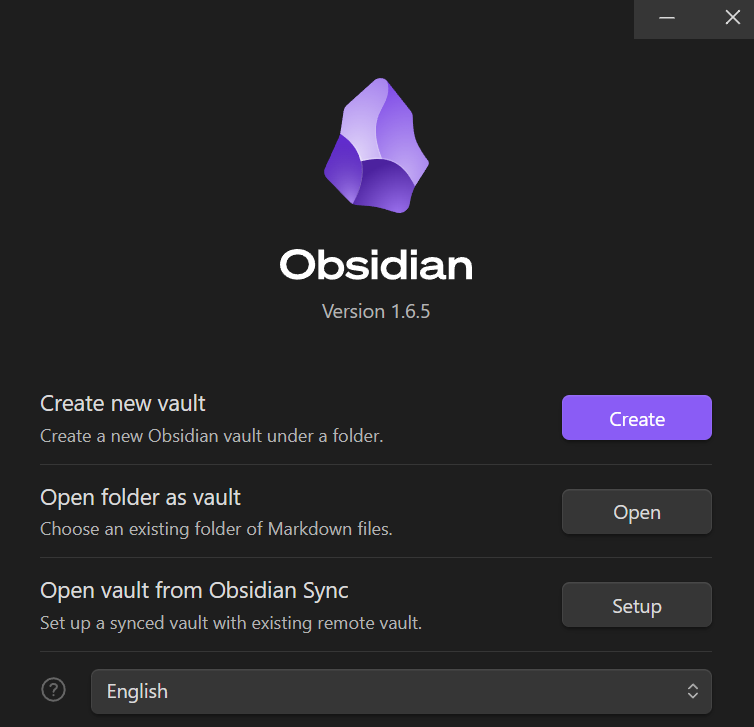 Obsidian
Version 1.6.5
Create new vault
Create a new Obsidian vault under a folder.
Create
Open folder as vault
Choose an existing folder of Markdown files.
Open
Open vault from Obsidian Sync
Set up a synced vault with existing remote vault.
Setup
?
English